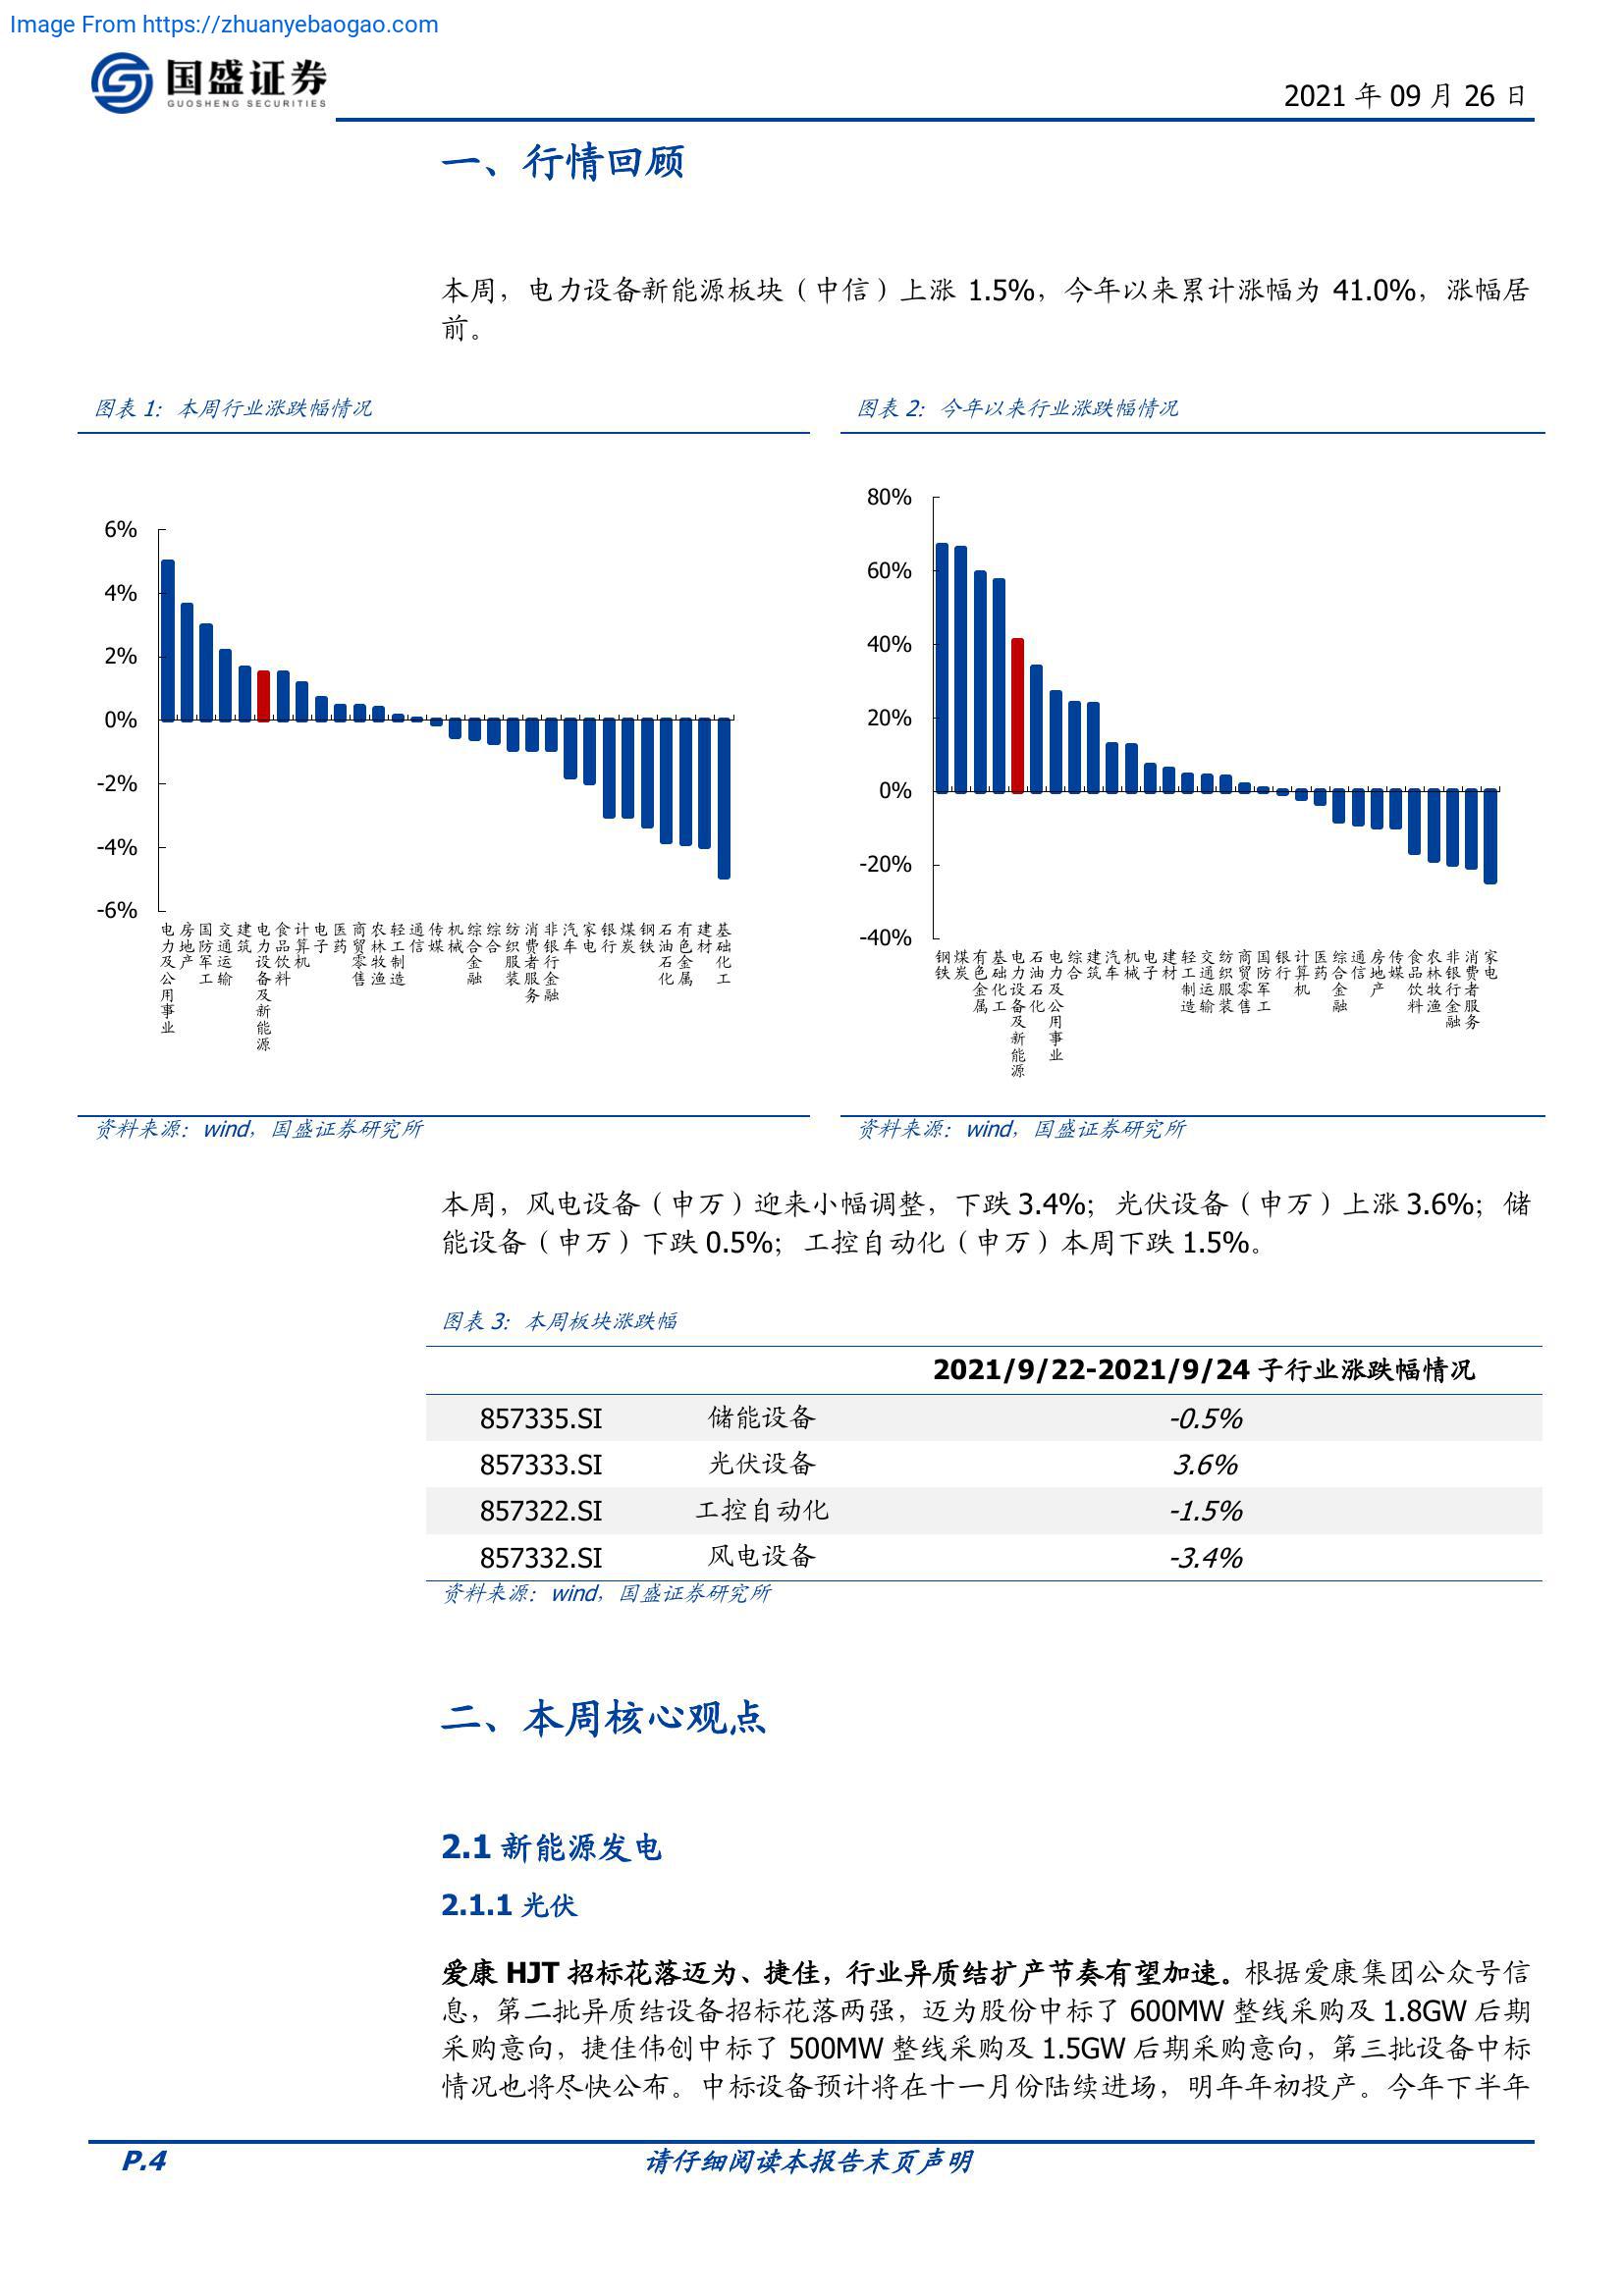 Image From https://zhuanyebaogao.com
国盛证券
GUOSHENG SECURITIES
2021 年 09 月 26 日
一、行情回顾
本周，电力设备新能源板块（中信）上涨 1.5%，今年以来累计涨幅为 41.0%，涨幅居
前。
图表 1：本周行业涨跌幅情况
6%
4%
2%
0%
-2%
-4%
-6%
电力及公用事业
房地产
国防军工
交通运输
建筑
电力设备及新能源
食品饮料
计算机
电子
医药
商贸零售
农林牧渔
轻工制造
通信
传媒
机械
综合金融
综合
纺织服装
消费者服务
非银行金融
汽车
家电
银行
煤炭
钢铁
石油石化
有色金属
建材
基础化工
资料来源：wind，国盛证券研究所
图表 2：今年以来行业涨跌幅情况
80%
60%
40%
20%
0%
-20%
-40%
钢铁
煤炭
有色金属
基础化工
电力设备及新能源
石油石化
电力及公用事业
综合
建筑
汽车
机械
电子
建材
轻工制造
交通运输
纺织服装
商贸零售
国防军工
银行
计算机
医药
综合金融
通信
房地产
传媒
食品饮料
农林牧渔
非银行金融
消费者服务
家电
资料来源：wind，国盛证券研究所
本周，风电设备（申万）迎来小幅调整，下跌 3.4%；光伏设备（申万）上涨 3.6%；储
能设备（申万）下跌 0.5%；工控自动化（申万）本周下跌 1.5%。
图表 3：本周板块涨跌幅
2021/9/22-2021/9/24 子行业涨跌幅情况
857335.SI 储能设备 -0.5%
857333.SI 光伏设备 3.6%
857322.SI 工控自动化 -1.5%
857332.SI 风电设备 -3.4%
资料来源：wind，国盛证券研究所
二、本周核心观点
2.1 新能源发电
2.1.1 光伏
爱康 HJT 招标花落迈为、捷佳，行业异质结扩产节奏有望加速。根据爱康集团公众号信
息，第二批异质结设备招标花落两强，迈为股份中标了 600MW 整线采购及 1.8GW 后期
采购意向，捷佳伟创中标了 500MW 整线采购及 1.5GW 后期采购意向，第三批设备中标
情况也将尽快公布。中标设备预计将在十一月份陆续进场，明年年初投产。今年下半年
P.4
请仔细阅读本报告末页声明